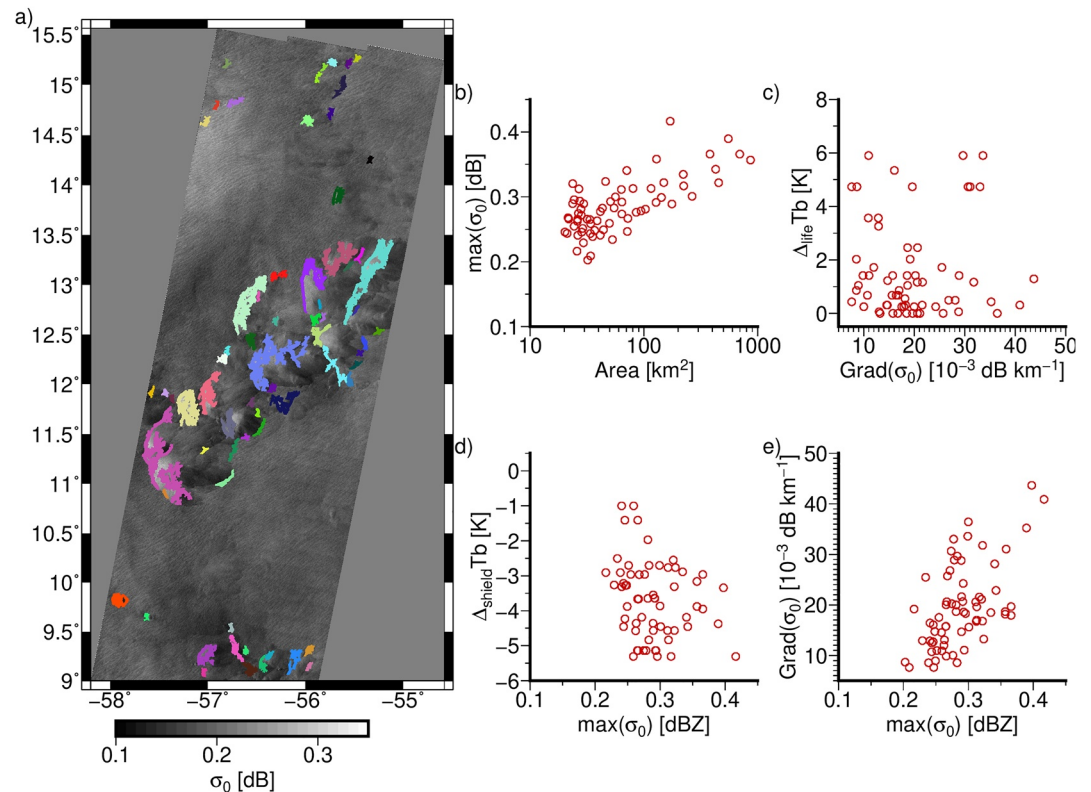 a)
15.5˚
15˚
14.5˚
14˚
13.5˚
13˚
12.5˚
12˚
11.5˚
11˚
10.5˚
10˚
9.5˚
9˚
−58˚ −57˚ −56˚ −55˚
0.1 0.2 0.3
σ0 [dB]
b)
max(σ0) [dB]
0.4
0.3
0.2
0.1
10 100 1000
Area [km2]
c)
ΔlifeTb [K]
8
6
4
2
0
0 10 20 30 40 50
Grad(σ0) [10−3 dB km−1]
d)
ΔshieldTb [K]
0
−1
−2
−3
−4
−5
−6
0.1 0.2 0.3 0.4
max(σ0) [dBZ]
e)
Grad(σ0) [10−3 dB km−1]
50
40
30
20
10
0.1 0.2 0.3 0.4
max(σ0) [dBZ]